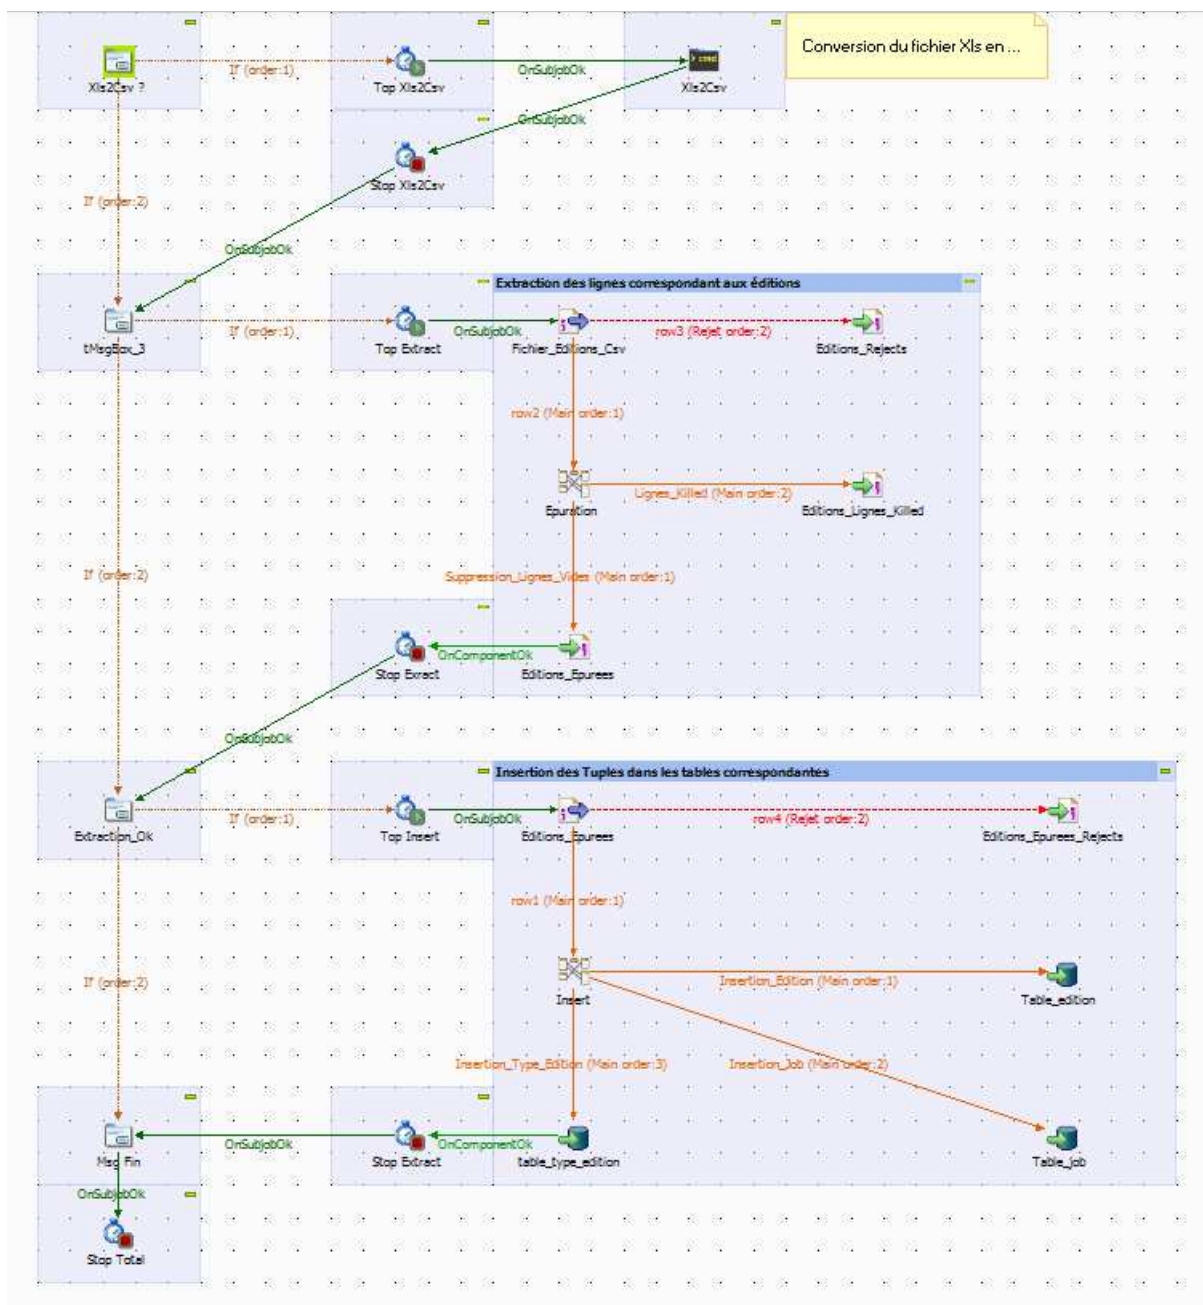 Conversion du fichier Xls en ...
If (order:1)
OnSubjobOk
Xls2Csv ?
Top Xls2Csv
Xls2Csv
OnSubjobOk
Stop Xls2Csv
If (order:2)
OnSubjobOk
Extraction des lignes correspondant aux éditions
If (order:1)
OnSubjobOk
row3 (Rejet order:2)
tMsgBox_3
Top Extract
Fichier_Editions_Csv
Editions_Rejects
row2 (Main order:1)
Lignes_Killed (Main order:2)
Epuration
Editions_Lignes_Killed
If (order:2)
Suppression_Lignes_Vides (Main order:1)
OnComponentOk
Stop Exract
Editions_Epurees
OnSubjobOk
Insertion des Tuples dans les tables correspondantes
If (order:1)
OnSubjobOk
row4 (Rejet order:2)
Extraction_Ok
Top Insert
Editions_Epurees
Editions_Epurees_Rejects
row1 (Main order:1)
If (order:2)
Insertion_Edition (Main order:1)
Insert
Table_edition
Insertion_Type_Edition (Main order:3)
Insertion_Job (Main order:2)
OnSubjobOk
OnComponentOk
Msg Fin
Stop Extract
table_type_edition
Table_job
OnSubjobOk
Stop Total